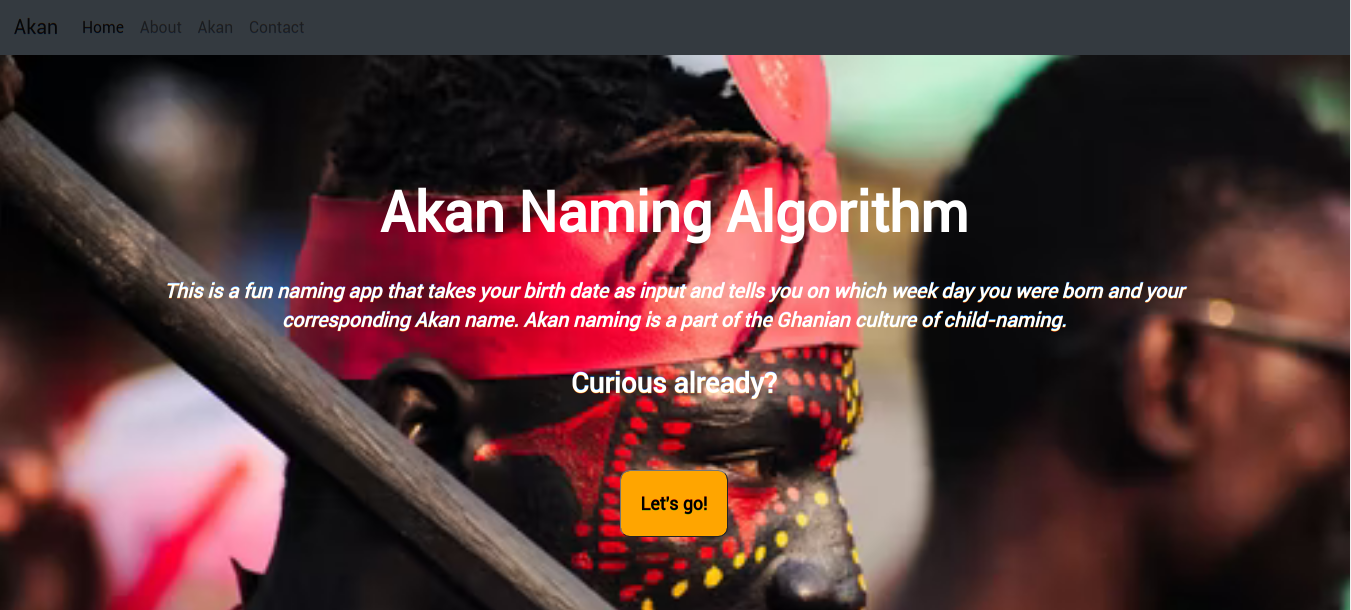 Akan Home About Akan Contact
Akan Naming Algorithm
This is a fun naming app that takes your birth date as input and tells you on which week day you were born and your
corresponding Akan name. Akan naming is a part of the Ghanian culture of child-naming.
Curious already?
Let's go!